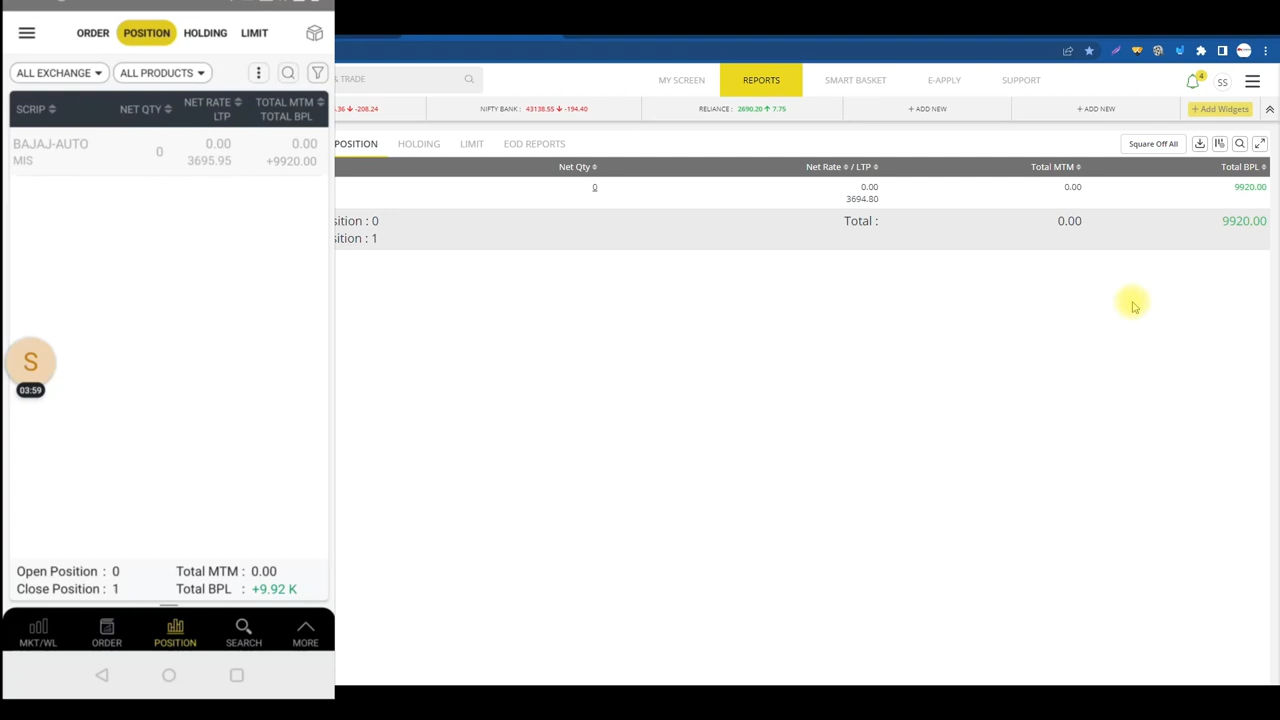 ORDER POSITION HOLDING LIMIT
ALL EXCHANGE ALL PRODUCTS
SCRIP NET QTY NET RATE TOTAL MTM
LTP TOTAL BPL
BAJAJ-AUTO 0 0.00 0.00
MIS 3695.95 +9920.00
S
03:59
Open Position : 0 Total MTM : 0.00
Close Position : 1 Total BPL : +9.92 K
MKT/WL ORDER POSITION SEARCH MORE
& TRADE MY SCREEN REPORTS SMART BASKET E-APPLY SUPPORT 4 SS
.36 -208.24 NIFTY BANK : 43138.55 -194.40 RELIANCE : 2690.20 7.75 + ADD NEW + ADD NEW + Add Widgets
POSITION HOLDING LIMIT EOD REPORTS Square Off All
Net Qty Net Rate / LTP Total MTM Total BPL
0 0.00 0.00 9920.00
3694.80
sition : 0 Total : 0.00 9920.00
sition : 1